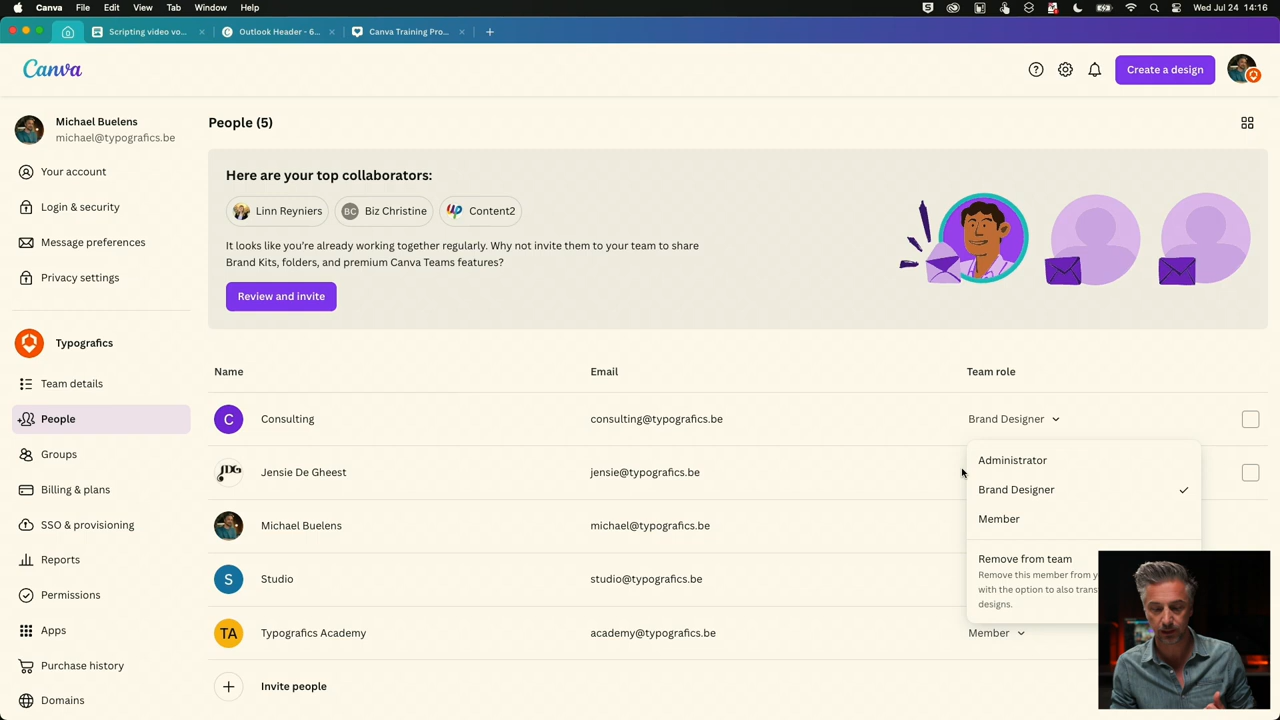 Canva File Edit View Tab Window Help
Wed Jul 24 14:16
Scripting video vo...
Outlook Header - 6...
Canva Training Pro...
Canva
Create a design
Michael Buelens
michael@typografics.be
Your account
Login & security
Message preferences
Privacy settings
Typografics
Team details
People
Groups
Billing & plans
SSO & provisioning
Reports
Permissions
Apps
Purchase history
Domains
People (5)
Here are your top collaborators:
Linn Reyniers
BC Biz Christine
Content2
It looks like you're already working together regularly. Why not invite them to your team to share
Brand Kits, folders, and premium Canva Teams features?
Review and invite
Name Email Team role
C Consulting consulting@typografics.be Brand Designer
Jensie De Gheest jensie@typografics.be
Michael Buelens michael@typografics.be
S Studio studio@typografics.be
TA Typografics Academy academy@typografics.be Member
Invite people
Administrator
Brand Designer
Member
Remove from team
Remove this member from y
with the option to also trans
designs.